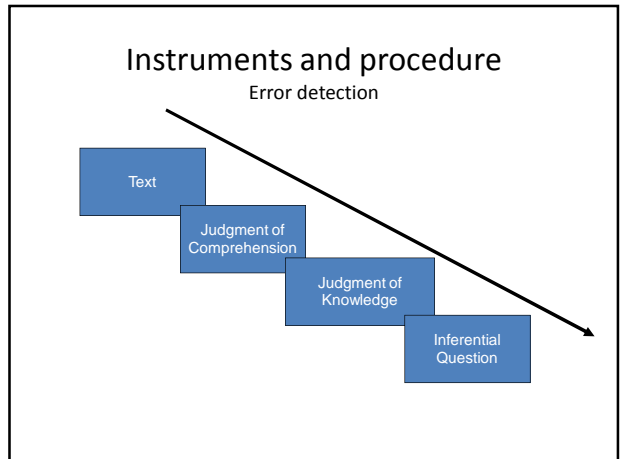 Instruments and procedure
Error detection
Text
Judgment of
Comprehension
Judgment of
Knowledge
Inferential
Question